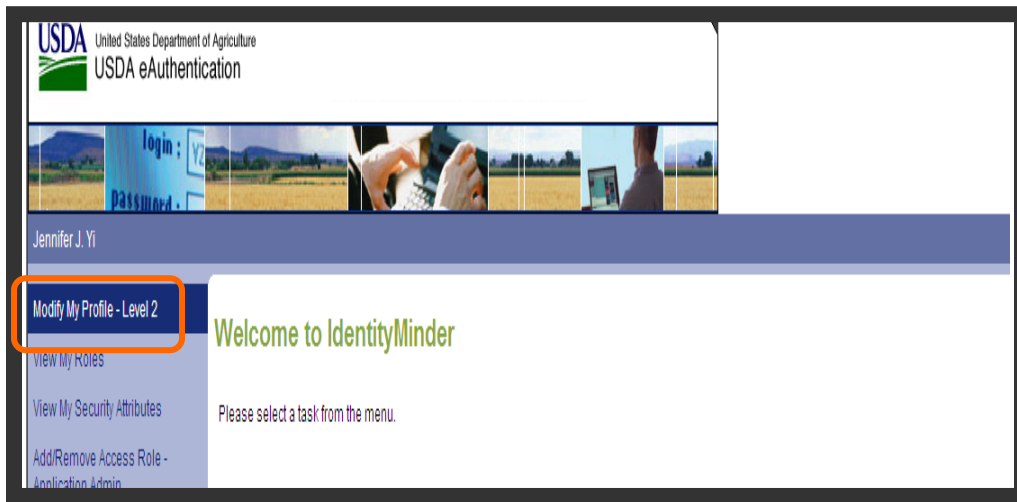 USDA United States Department of Agriculture
USDA eAuthentication
login : YZ
password :
Jennifer J. Yi
Modify My Profile - Level 2
Welcome to IdentityMinder
View My Roles
View My Security Attributes
Please select a task from the menu.
Add/Remove Access Role -
Application Admin